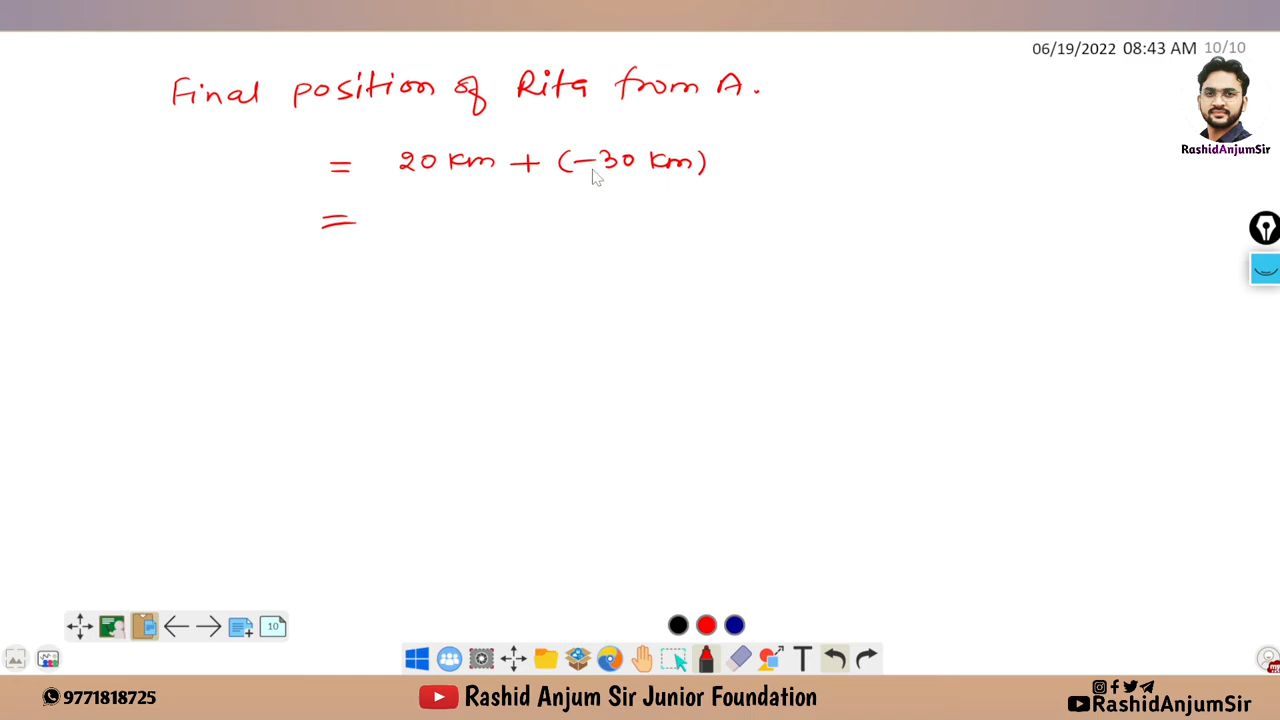 06/19/2022 08:43 AM 10/10
Final position of Rita from A.
= 20 km + (-30 km)
=
RashidAnjumSir
10
T
9771818725
Rashid Anjum Sir Junior Foundation
RashidAnjumSir